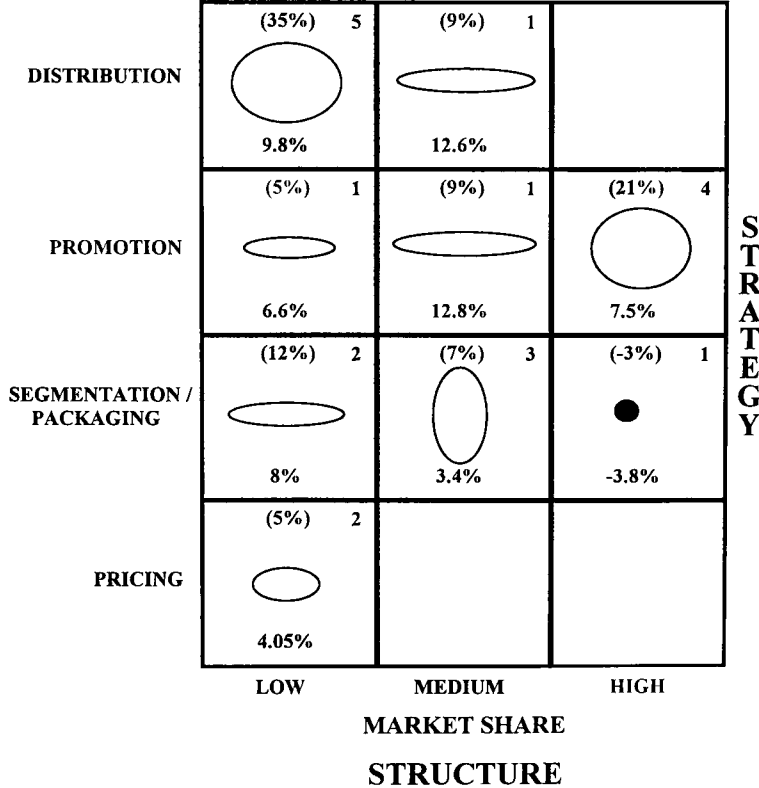 (35%) 5 (9%) 1
DISTRIBUTION
9.8% 12.6%
(5%) 1 (9%) 1 (21%) 4
PROMOTION
6.6% 12.8% 7.5%
(12%) 2 (7%) 3 (-3%) 1
SEGMENTATION /
PACKAGING
8% 3.4% -3.8%
(5%) 2
PRICING
4.05%
LOW MEDIUM HIGH
MARKET SHARE
STRUCTURE
STRATEGY